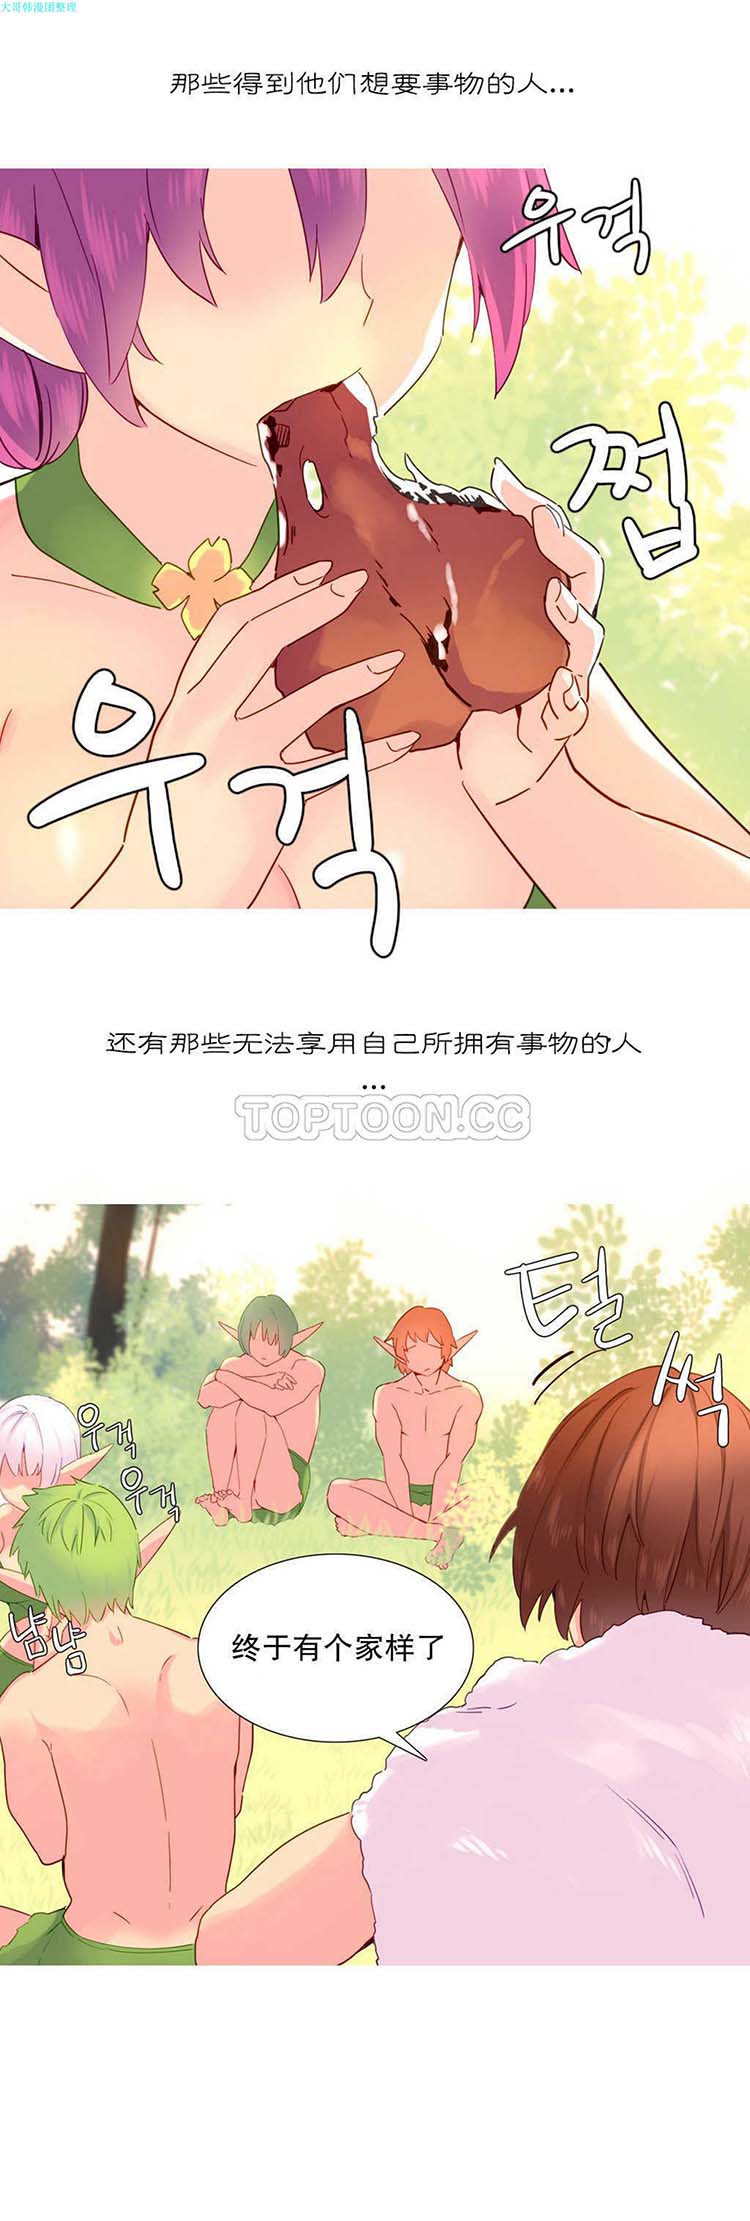 大哥韩漫团整理
那些得到他们想要事物的人...
우걱
쩝
우걱
还有那些无法享用自己所拥有事物的人
...
TOPTOON.CC
털
썩
우걱
우걱
냠냠
终于有个家样了